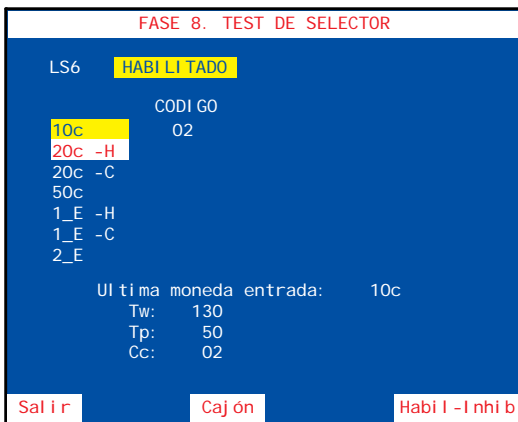 FASE 8. TEST DE SELECTOR
LS6 HABILITADO
CODIGO
10c 02
20c -H
20c -C
50c
1_E -H
1_E -C
2_E
Ultima moneda entrada: 10c
Tw: 130
Tp: 50
Cc: 02
Salir Cajón Habil-Inhib